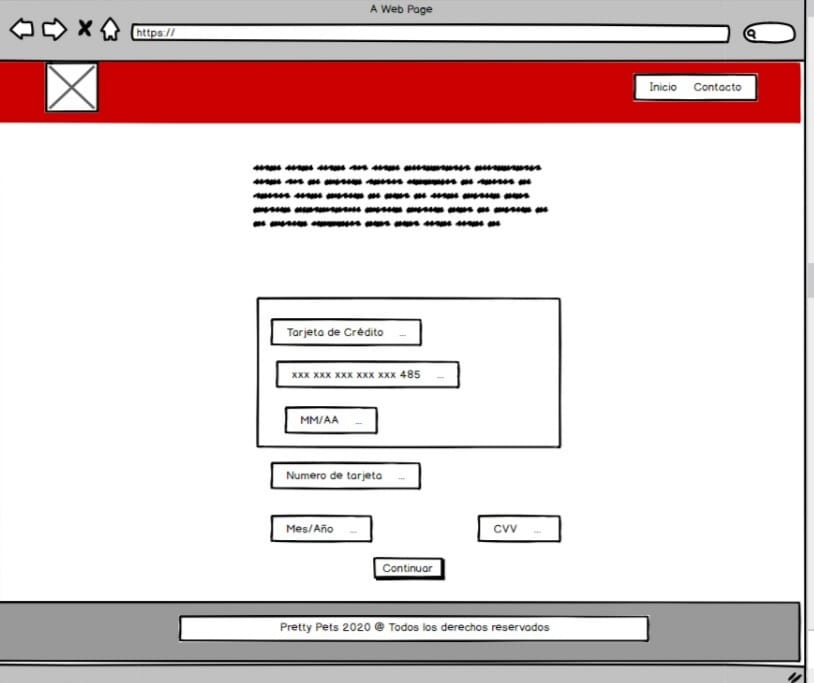 A Web Page
https://
Inicio Contacto
Tarjeta de Crédito ...
xxx xxx xxx xxx xxx 485 ...
MM/AA ...
Numero de tarjeta ...
Mes/Año ...
CVV ...
Continuar
Pretty Pets 2020 @ Todos los derechos reservados